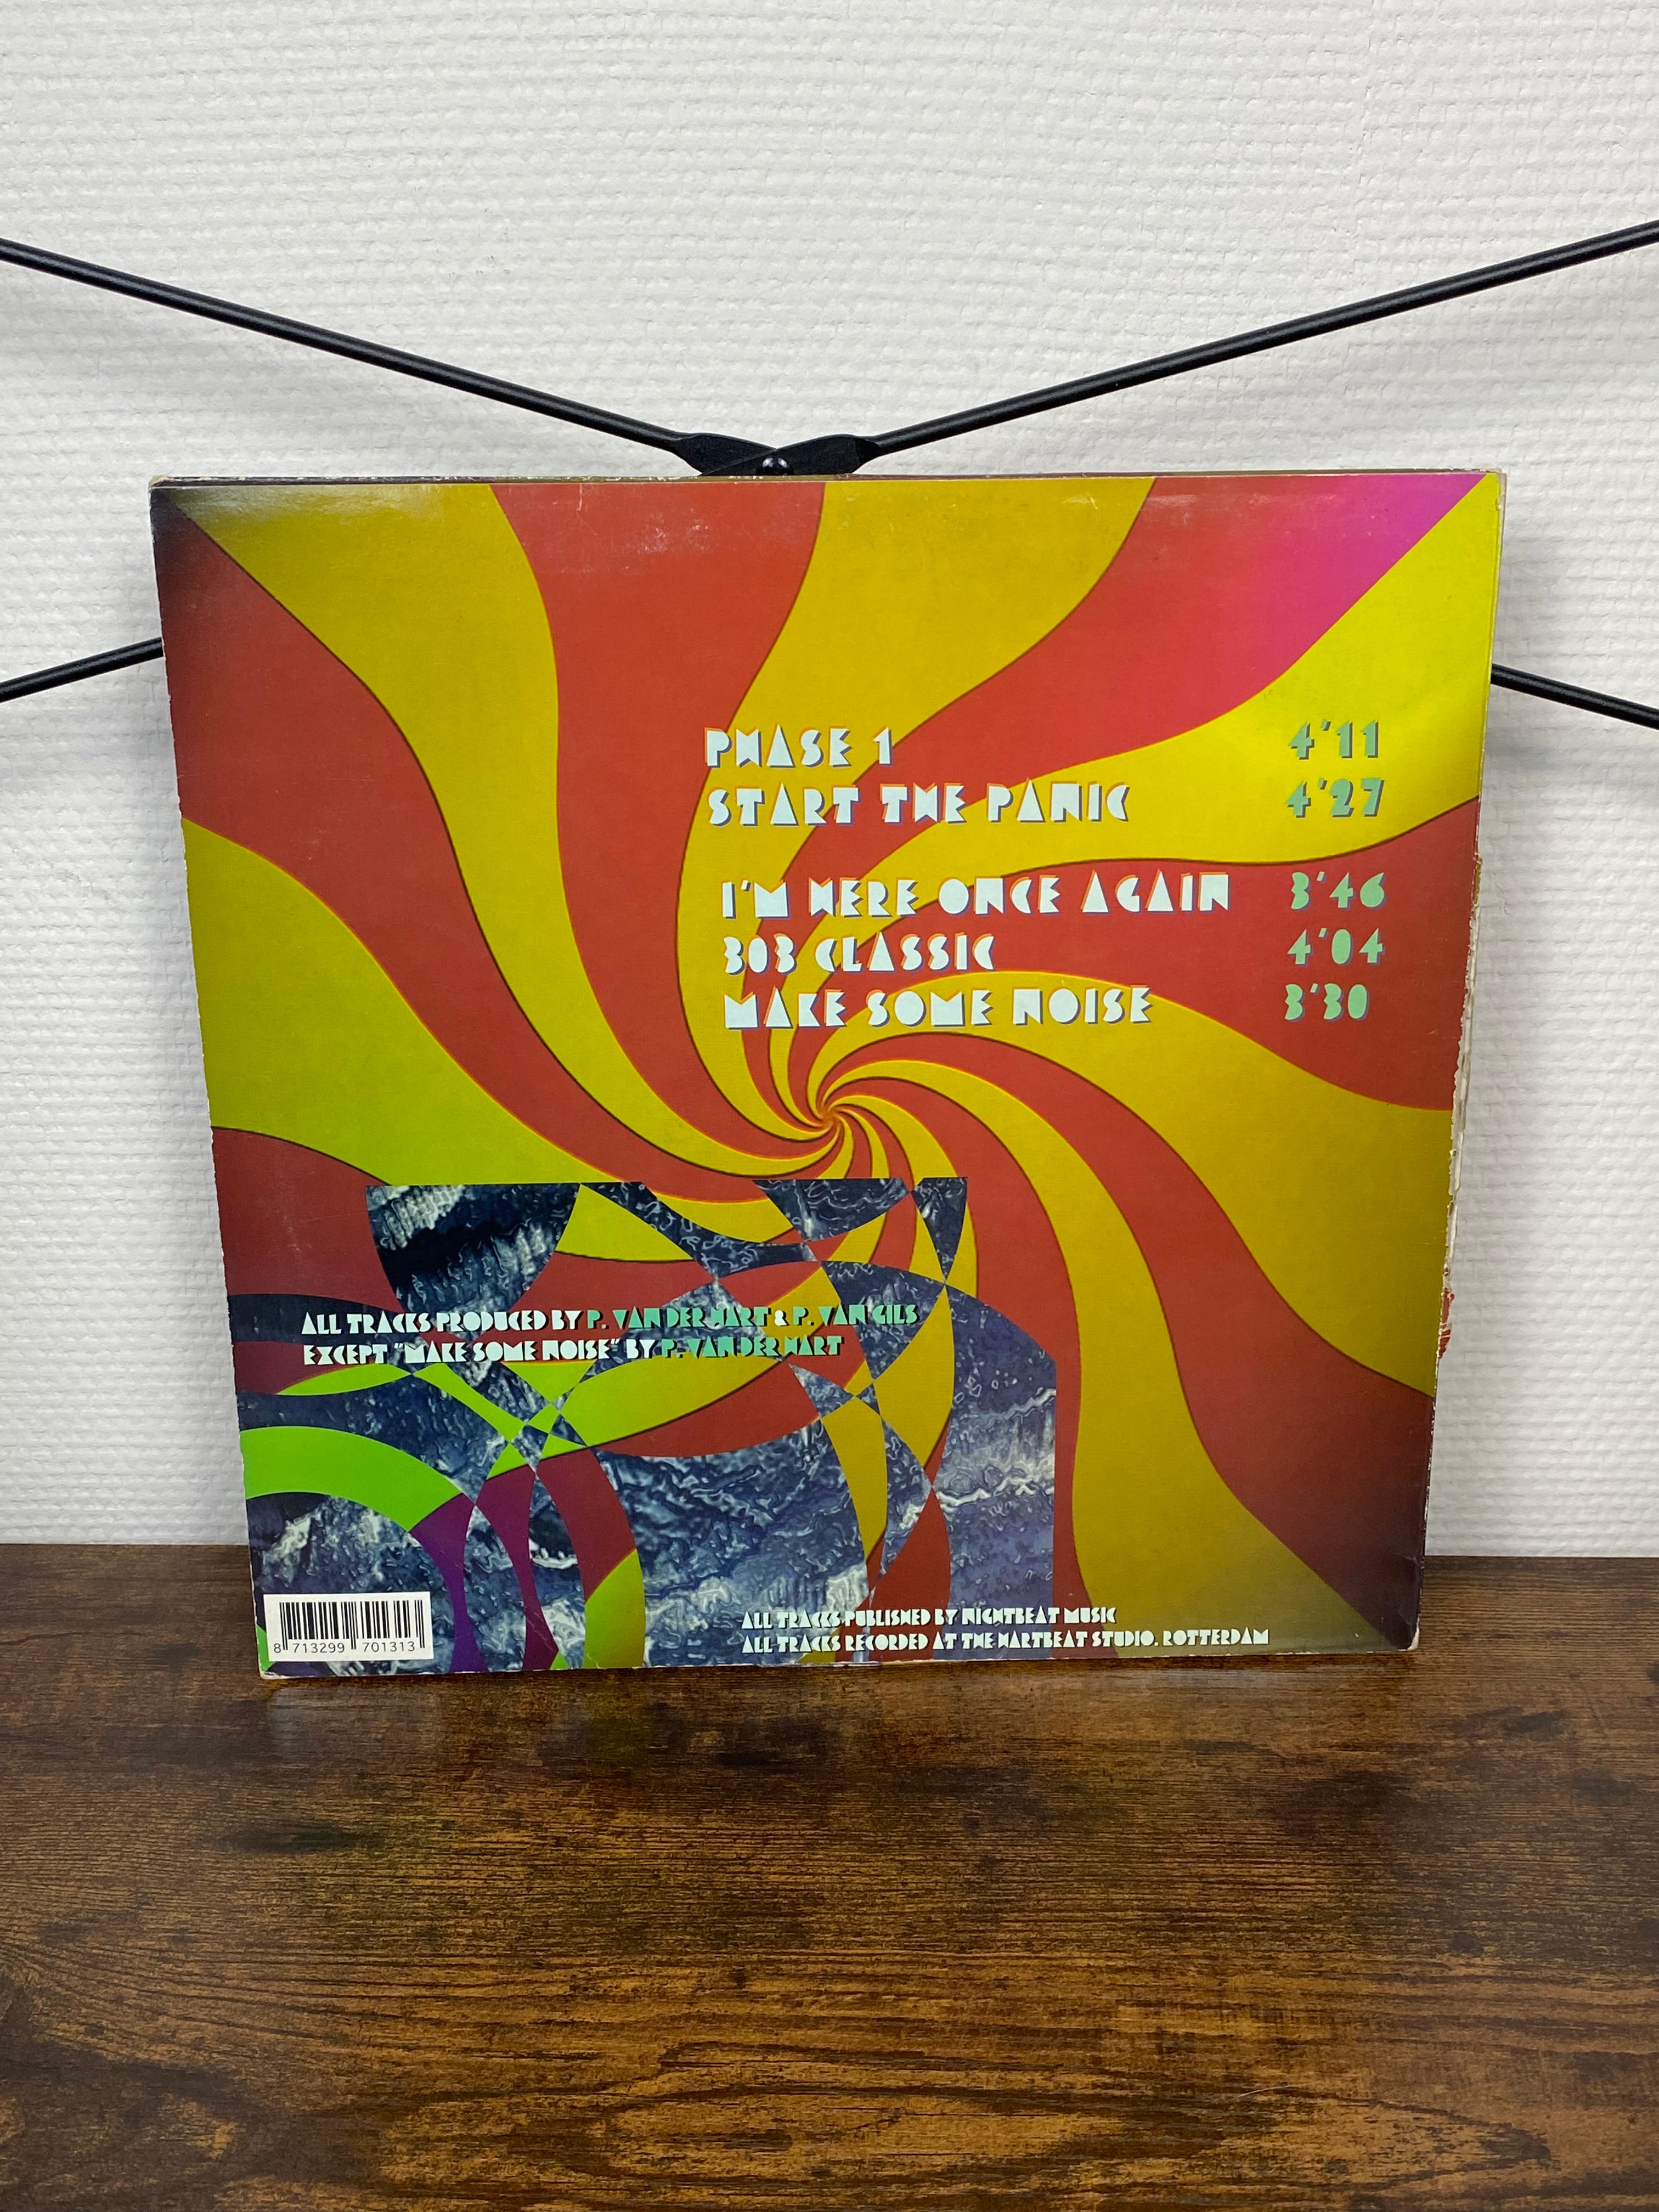 PHASE 1 4'11
START THE PANIC 4'27
I'M HERE ONCE AGAIN 3'46
303 CLASSIC 4'04
MAKE SOME NOISE 3'30
ALL TRACKS PRODUCED BY P. VAN DER HART & P. VAN GILS
EXCEPT "MAKE SOME NOISE" BY P. VAN DER HART
8 713299 701313
ALL TRACKS PUBLISHED BY NIGHTBEAT MUSIC
ALL TRACKS RECORDED AT THE HARTBEAT STUDIO. ROTTERDAM